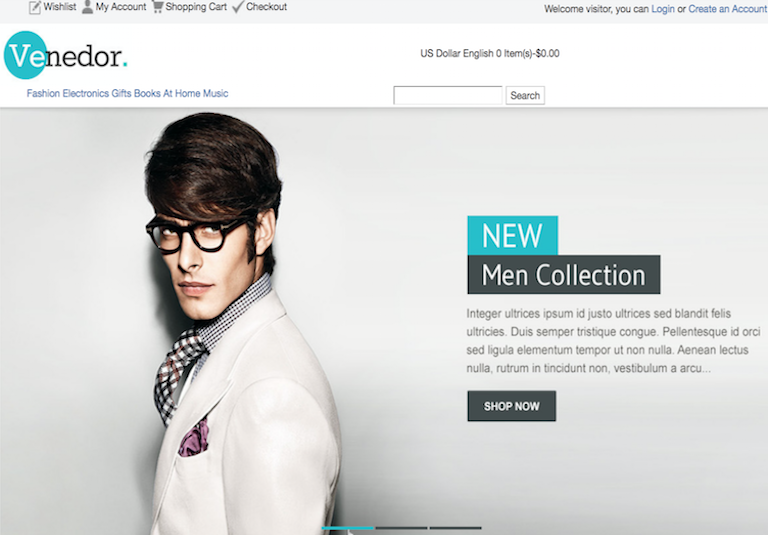 Wishlist My Account Shopping Cart Checkout Welcome visitor, you can Login or Create an Account
Venedor.
US Dollar English 0 Item(s)-$0.00
Fashion Electronics Gifts Books At Home Music
Search
NEW
Men Collection
Integer ultrices ipsum id justo ultrices sed blandit felis
ultricies. Duis semper tristique congue. Pellentesque id orci
sed ligula elementum tempor ut non nulla. Aenean lectus
nulla, rutrum in tincidunt non, vestibulum a arcu...
SHOP NOW